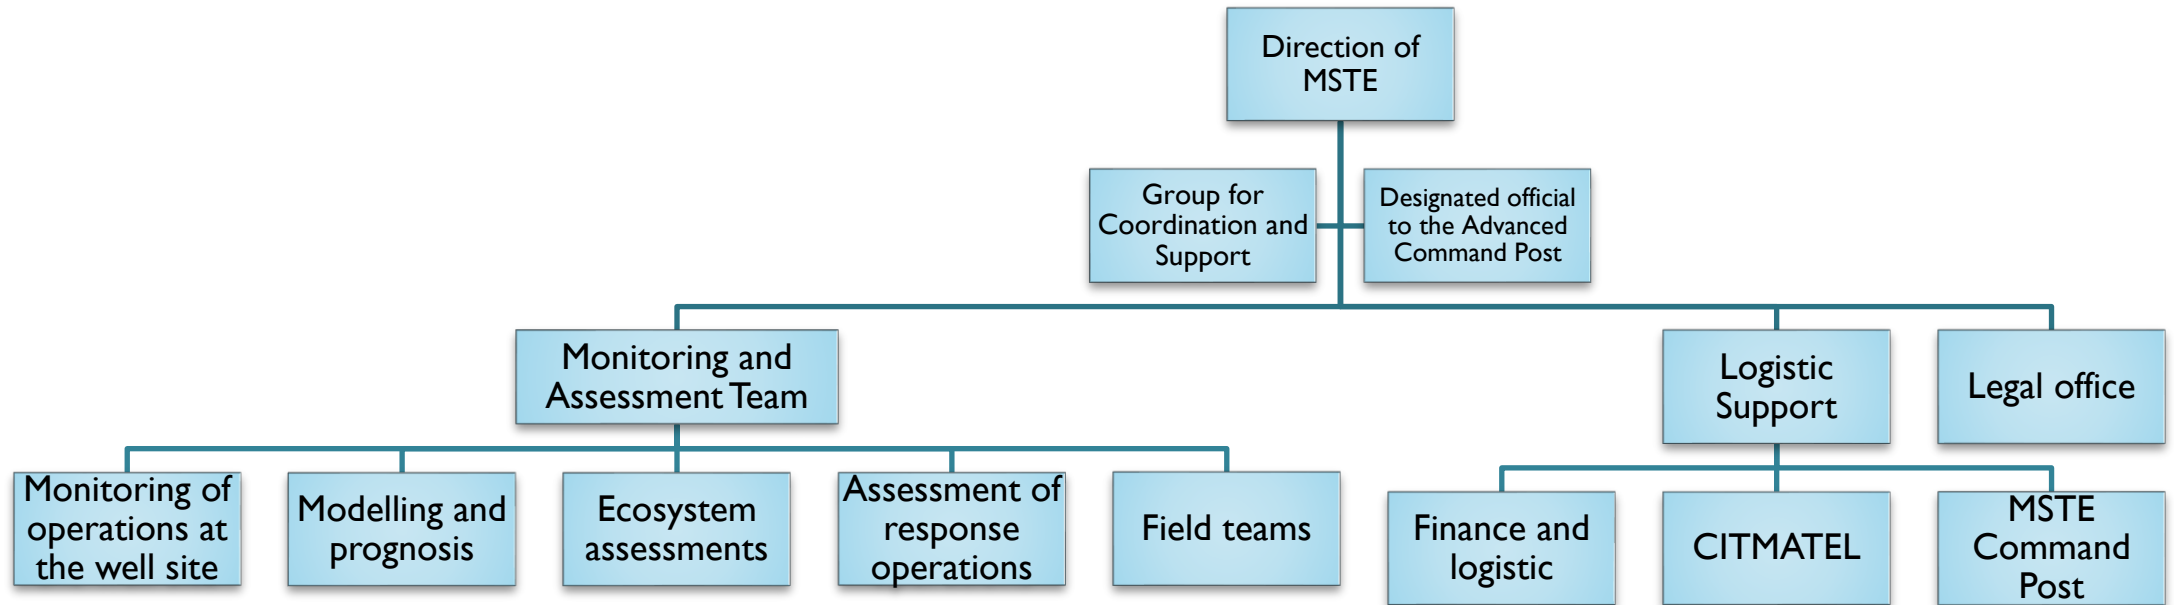 Direction of
MSTE
Group for
Coordination and
Support
Designated official
to the Advanced
Command Post
Monitoring and
Assessment Team
Logistic
Support
Legal office
Monitoring of
operations at
the well site
Modelling and
prognosis
Ecosystem
assessments
Assessment of
response
operations
Field teams
Finance and
logistic
CITMATEL
MSTE
Command
Post